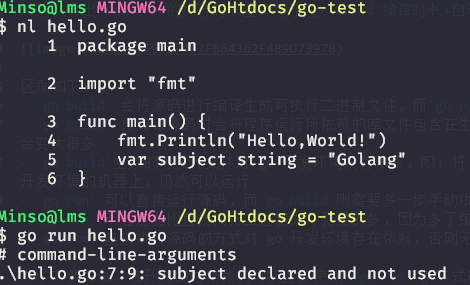 Minso@lms MINGW64 /d/GoHtdocs/go-test
$ nl hello.go
1 package main
2 import "fmt"
3 func main() {
4 fmt.Println("Hello,World!")
5 var subject string = "Golang"
6 }
Minso@lms MINGW64 /d/GoHtdocs/go-test
$ go run hello.go
# command-line-arguments
.\hello.go:7:9: subject declared and not used